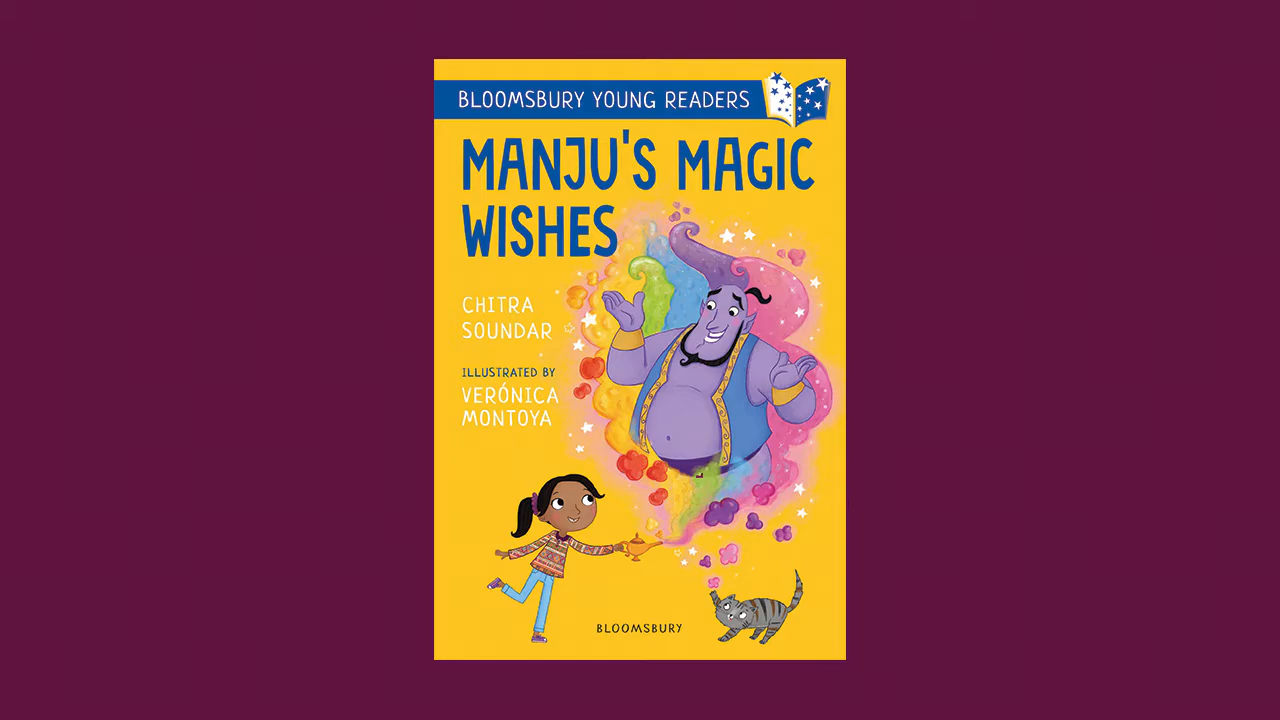 BLOOMSBURY YOUNG READERS
MANJU'S MAGIC
WISHES
CHITRA
SOUNDAR
ILLUSTRATED BY
VERÓNICA
MONTOYA
BLOOMSBURY